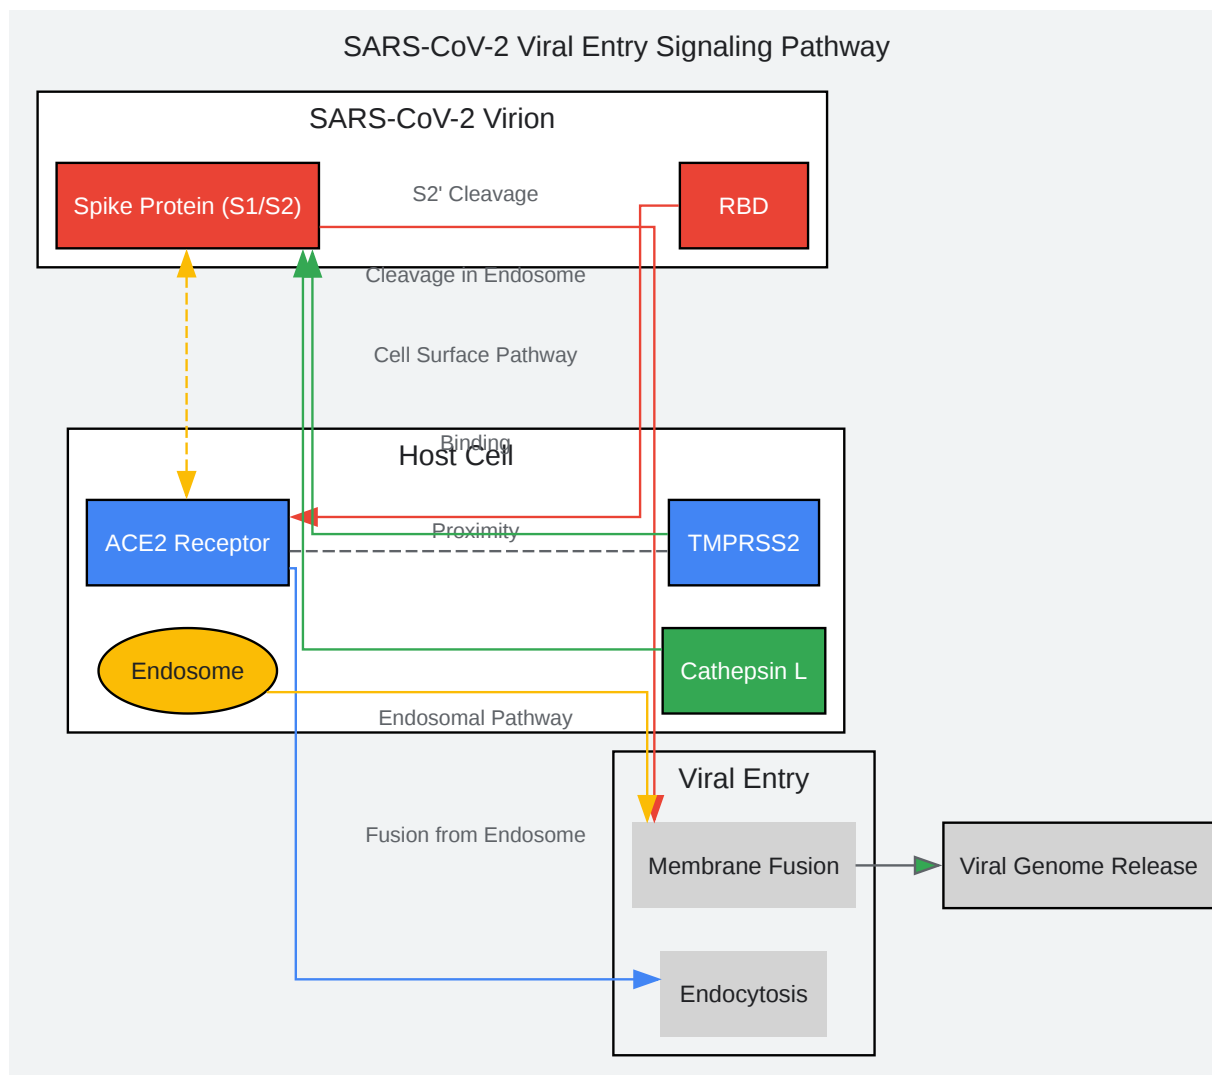 SARS-CoV-2 Viral Entry Signaling Pathway
SARS-CoV-2 Virion
Spike Protein (S1/S2)
S2' Cleavage
RBD
Cleavage in Endosome
Cell Surface Pathway
Binding
Host Cell
ACE2 Receptor
Proximity
TMPRSS2
Endosome
Cathepsin L
Endosomal Pathway
Viral Entry
Fusion from Endosome
Membrane Fusion
Viral Genome Release
Endocytosis